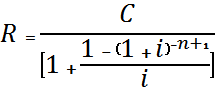 R = C / [1 + (1 - (1 + i)^{-n+1}) / i]